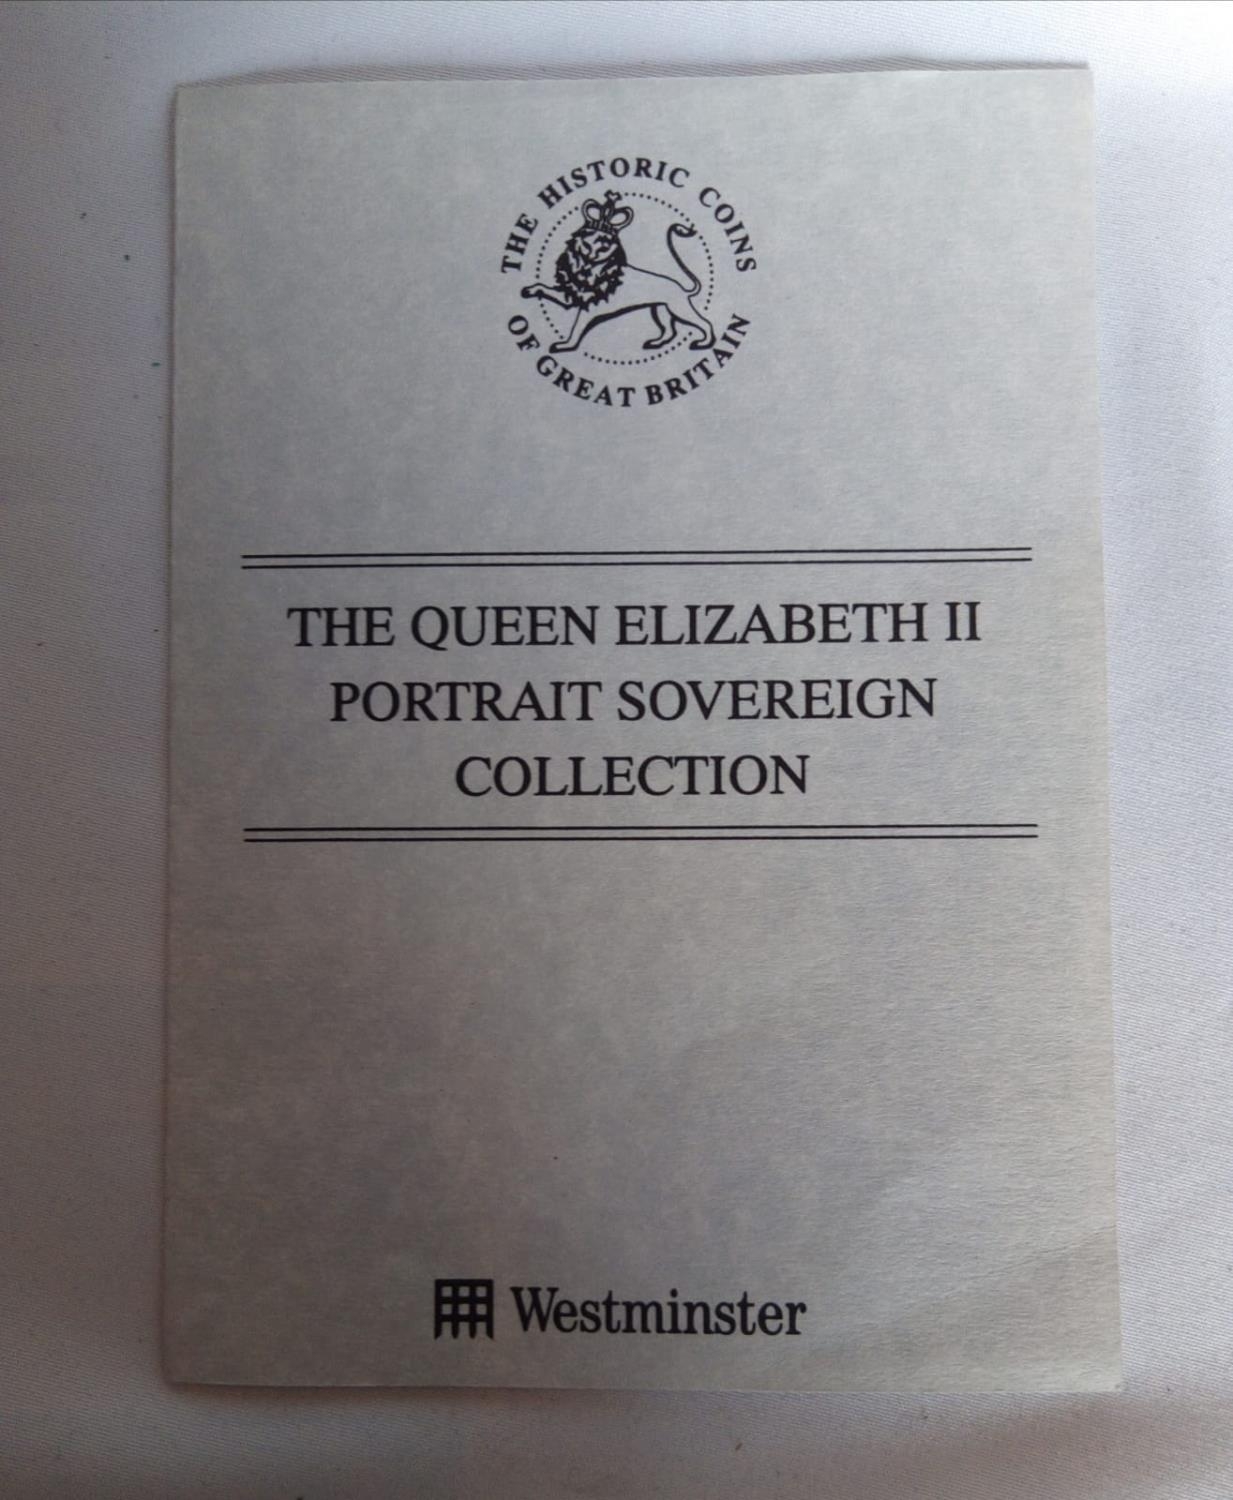 THE HISTORIC COINS
OF GREAT BRITAIN
THE QUEEN ELIZABETH II
PORTRAIT SOVEREIGN
COLLECTION
Westminster